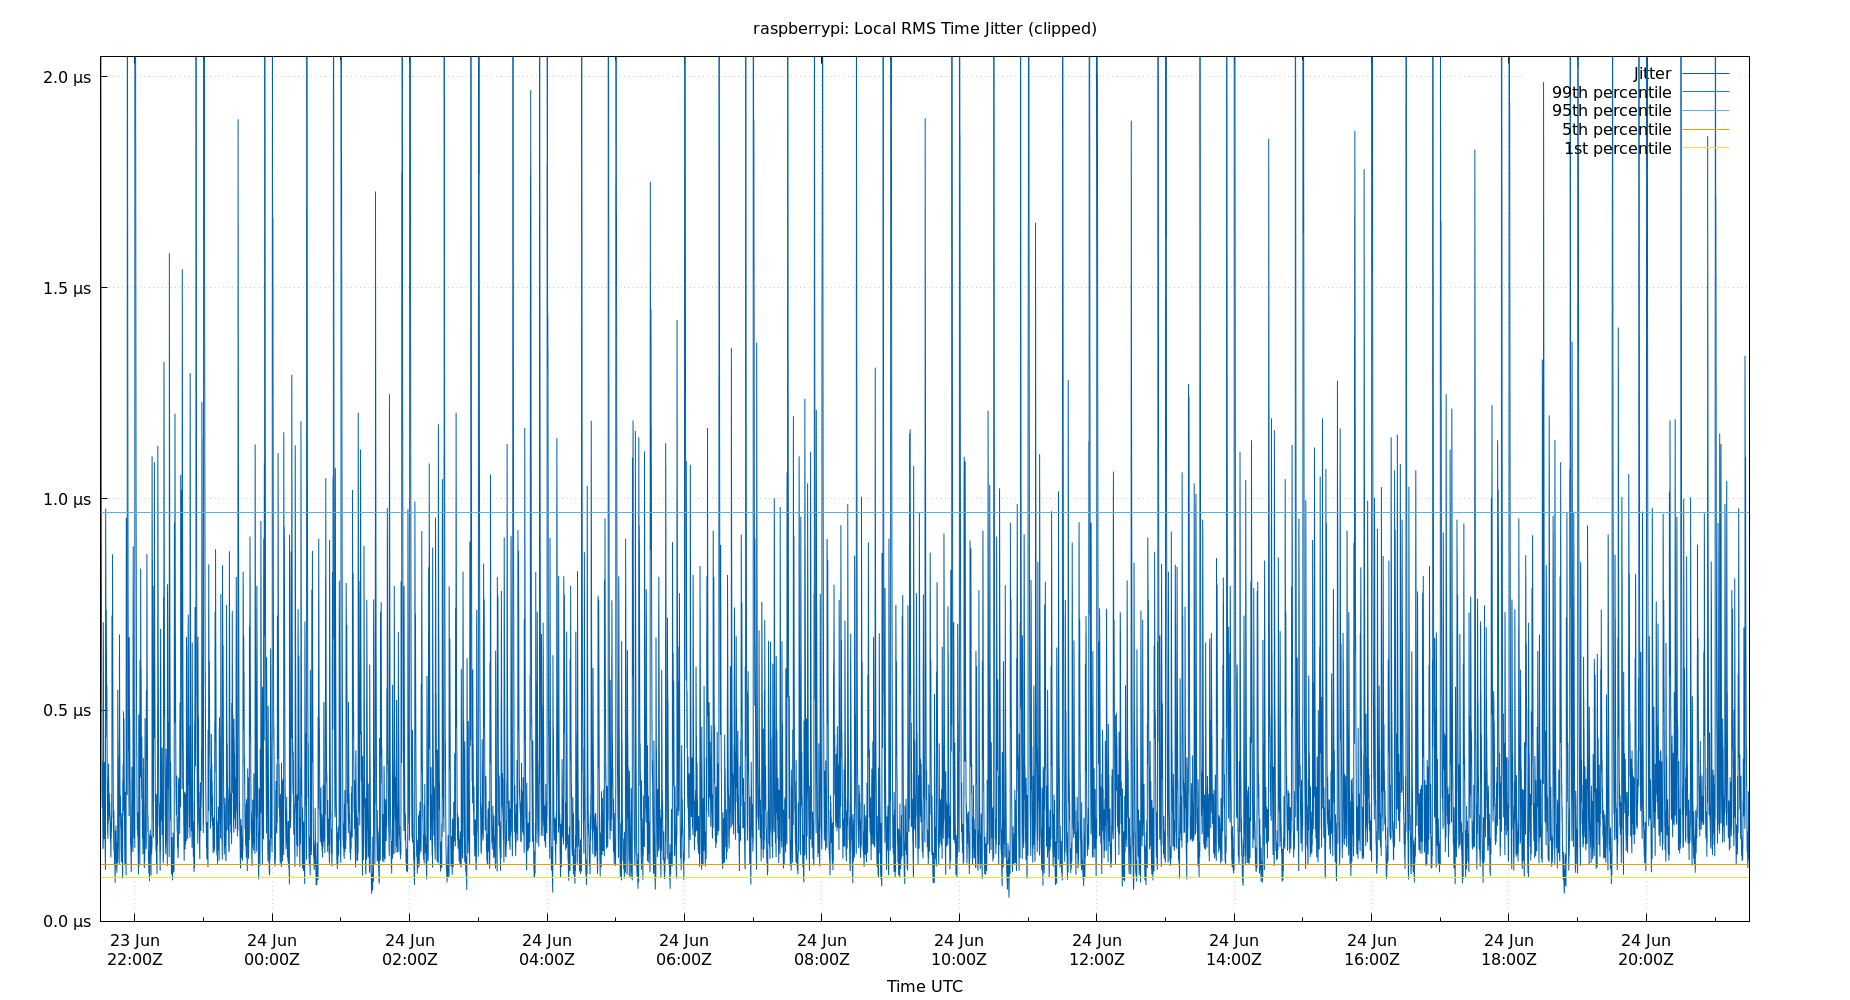 raspberrypi: Local RMS Time Jitter (clipped)
2.0 µs
1.5 µs
1.0 µs
0.5 µs
0.0 µs
Jitter
99th percentile
95th percentile
5th percentile
1st percentile
23 Jun 24 Jun 24 Jun 24 Jun 24 Jun 24 Jun 24 Jun 24 Jun 24 Jun 24 Jun 24 Jun 24 Jun
22:00Z 00:00Z 02:00Z 04:00Z 06:00Z 08:00Z 10:00Z 12:00Z 14:00Z 16:00Z 18:00Z 20:00Z
Time UTC